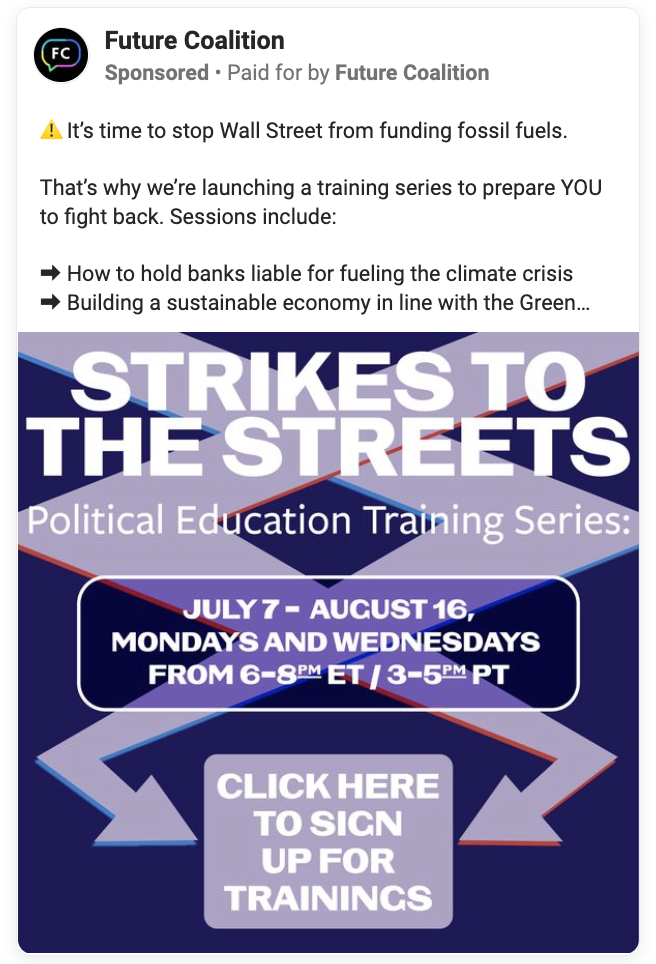 FC
Future Coalition
Sponsored • Paid for by Future Coalition
⚠️It’s time to stop Wall Street from funding fossil fuels.
That’s why we’re launching a training series to prepare YOU
to fight back. Sessions include:
➡ How to hold banks liable for fueling the climate crisis
➡ Building a sustainable economy in line with the Green...
STRIKES TO
THE STREETS
Political Education Training Series:
JULY 7 – AUGUST 16,
MONDAYS AND WEDNESDAYS
FROM 6–8PM ET / 3–5PM PT
CLICK HERE
TO SIGN
UP FOR
TRAININGS